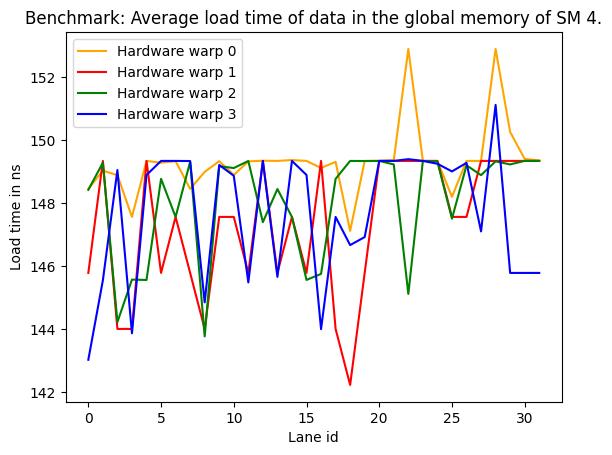 Benchmark: Average load time of data in the global memory of SM 4.
Hardware warp 0
Hardware warp 1
Hardware warp 2
Hardware warp 3
152
150
148
146
144
142
Load time in ns
0 5 10 15 20 25 30
Lane id